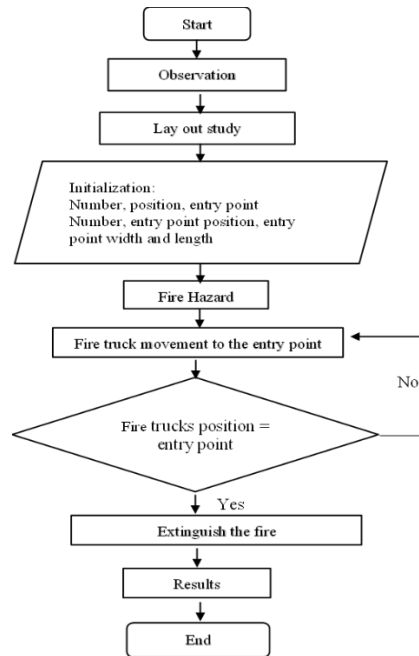 Start
Observation
Lay out study
Initialization:
Number, position, entry point
Number, entry point position, entry
point width and length
Fire Hazard
Fire truck movement to the entry point
No
Fire trucks position =
entry point
Yes
Extinguish the fire
Results
End